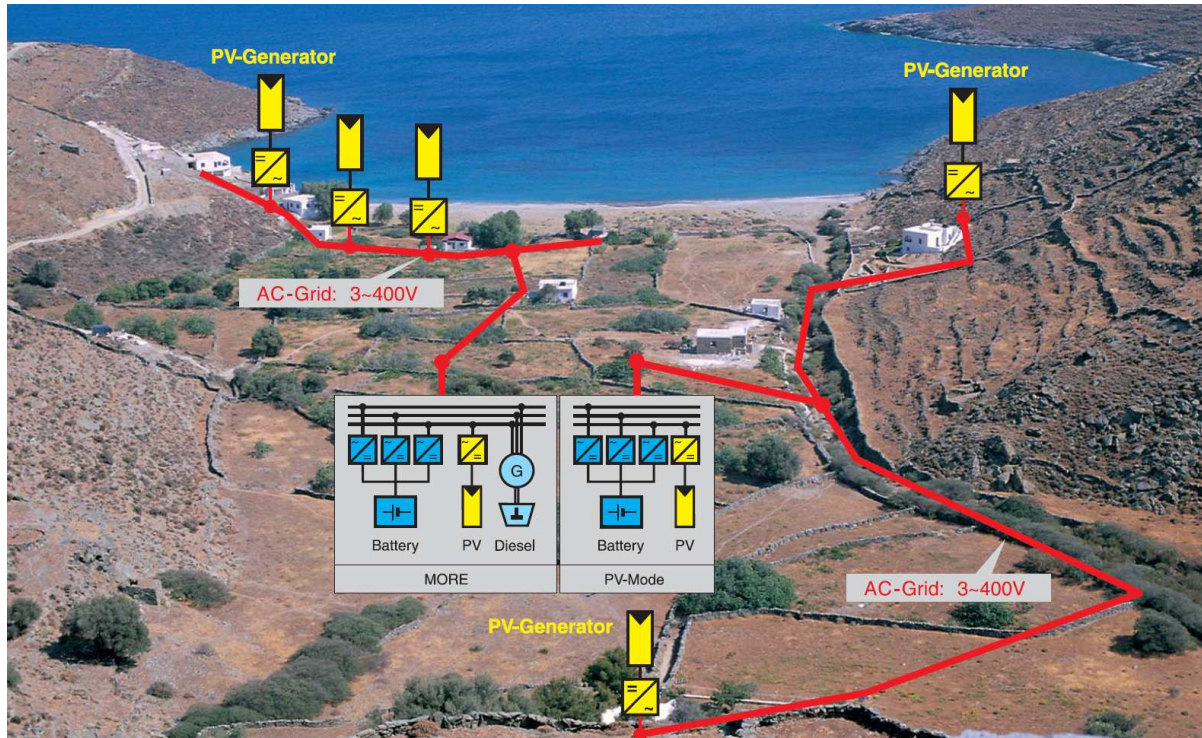 PV-Generator
PV-Generator
AC-Grid: 3~400V
G
Battery PV Diesel
MORE
Battery PV
PV-Mode
AC-Grid: 3~400V
PV-Generator